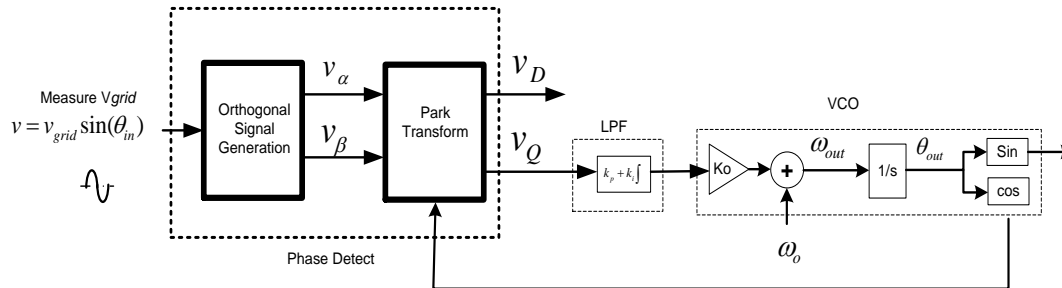 Measure Vgrid
v = v_grid sin(θ_in)
Orthogonal
Signal
Generation
v_α
v_β
Park
Transform
v_D
v_Q
Phase Detect
LPF
k_p + k_i∫
VCO
Ko
+
ω_o
ω_out
1/s
θ_out
Sin
cos